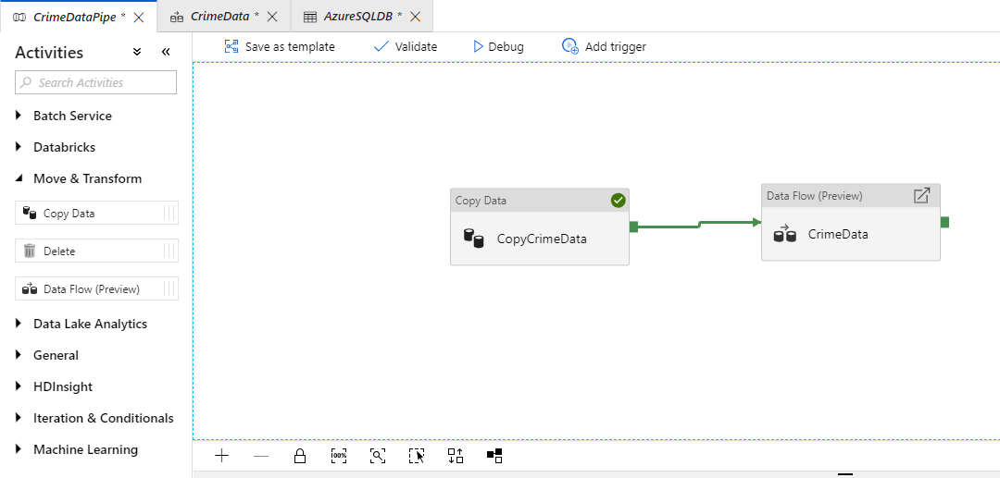 CrimeDataPipe *
CrimeData *
AzureSQLDB *
Activities
Search Activities
Batch Service
Databricks
Move & Transform
Copy Data
Delete
Data Flow (Preview)
Data Lake Analytics
General
HDInsight
Iteration & Conditionals
Machine Learning
Save as template
Validate
Debug
Add trigger
Copy Data
CopyCrimeData
Data Flow (Preview)
CrimeData
100%